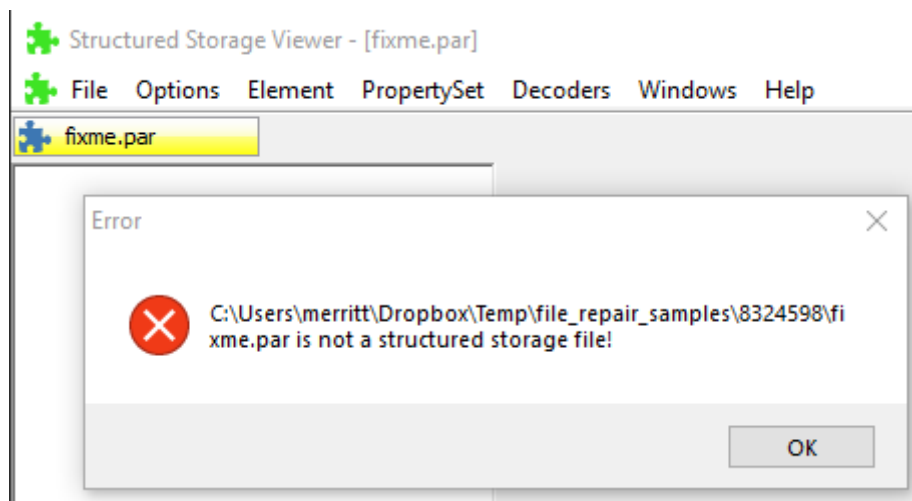 Structured Storage Viewer - [fixme.par]
File Options Element PropertySet Decoders Windows Help
fixme.par
Error
C:\Users\merritt\Dropbox\Temp\file_repair_samples\8324598\fi
xme.par is not a structured storage file!
OK